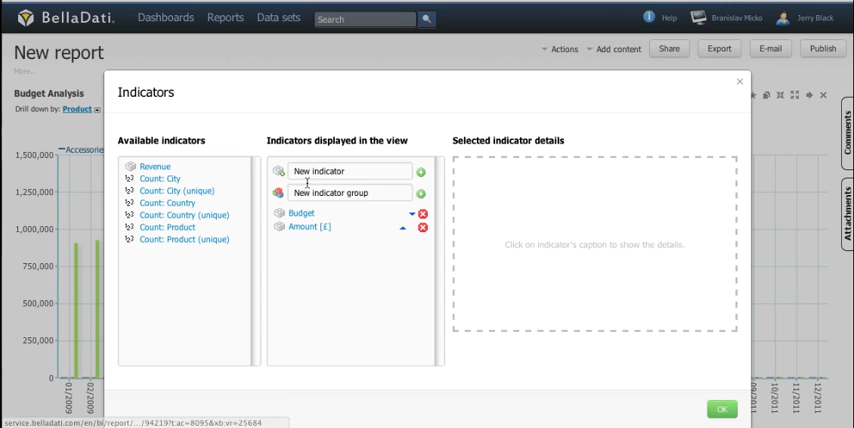 BellaDati. Dashboards Reports Data sets Search Help Branislav Micko Jerry Black
New report
Actions Add content Share Export E-mail Publish
More...
Budget Analysis
Drill down by: Product
Accessorie
1,500,000
1,250,000
1,000,000
750,000
500,000
250,000
0
01/2009
02/2009
Indicators
Available indicators
Revenue
Count: City
Count: City (unique)
Count: Country
Count: Country (unique)
Count: Product
Count: Product (unique)
Indicators displayed in the view
New indicator
New indicator group
Budget
Amount [£]
Selected indicator details
Click on indicator's caption to show the details.
OK
09/2011
10/2011
11/2011
12/2011
Comments
Attachments
service.belladati.com/en/bi/report/.../94219?t:ac=8095&xb:vr=25684